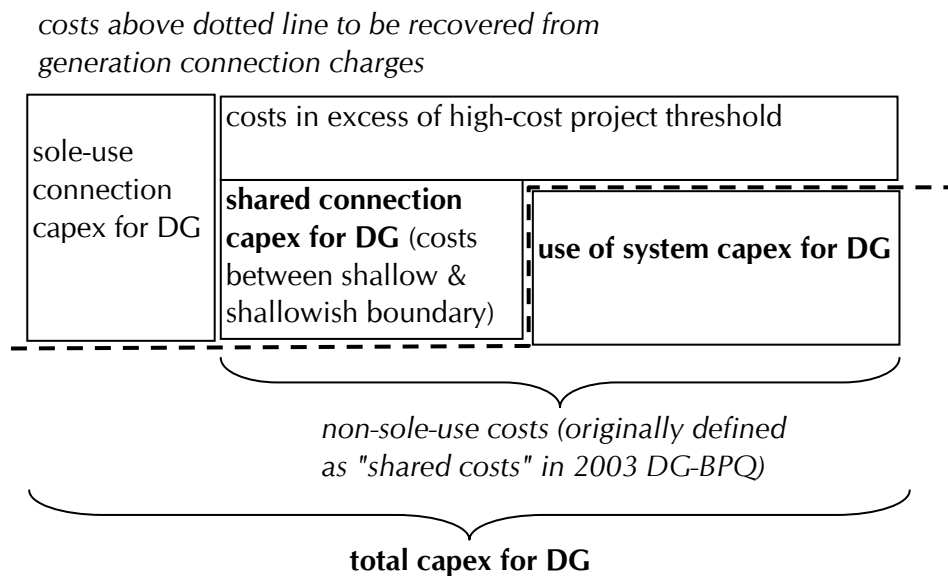 costs above dotted line to be recovered from
generation connection charges
costs in excess of high-cost project threshold
sole-use
connection
capex for DG
shared connection
capex for DG (costs
between shallow &
shallowish boundary)
use of system capex for DG
non-sole-use costs (originally defined
as "shared costs" in 2003 DG-BPQ)
total capex for DG